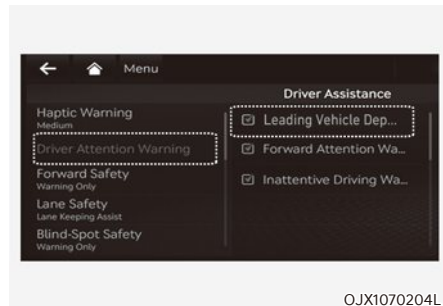 Menu
Driver Assistance
Haptic Warning
Medium
Driver Attention Warning
Forward Safety
Warning Only
Lane Safety
Lane Keeping Assist
Blind-Spot Safety
Warning Only
Leading Vehicle Dep...
Forward Attention Wa...
Inattentive Driving Wa...
OJX1070204L